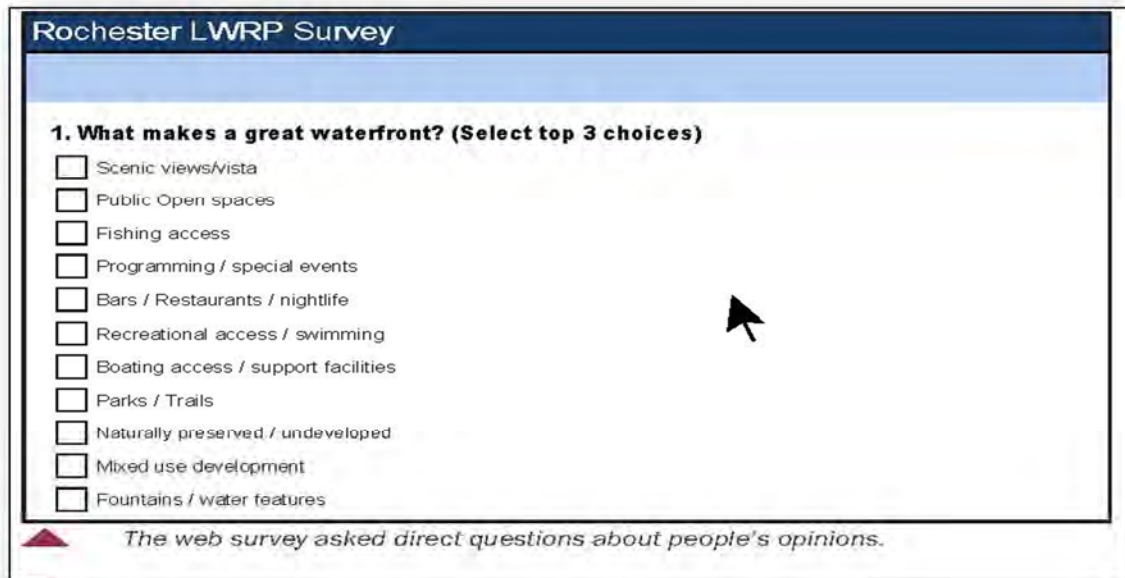 Rochester LWRP Survey
1. What makes a great waterfront? (Select top 3 choices)
Scenic views/vista
Public Open spaces
Fishing access
Programming / special events
Bars / Restaurants / nightlife
Recreational access / swimming
Boating access / support facilities
Parks / Trails
Naturally preserved / undeveloped
Mixed use development
Fountains / water features
The web survey asked direct questions about people's opinions.